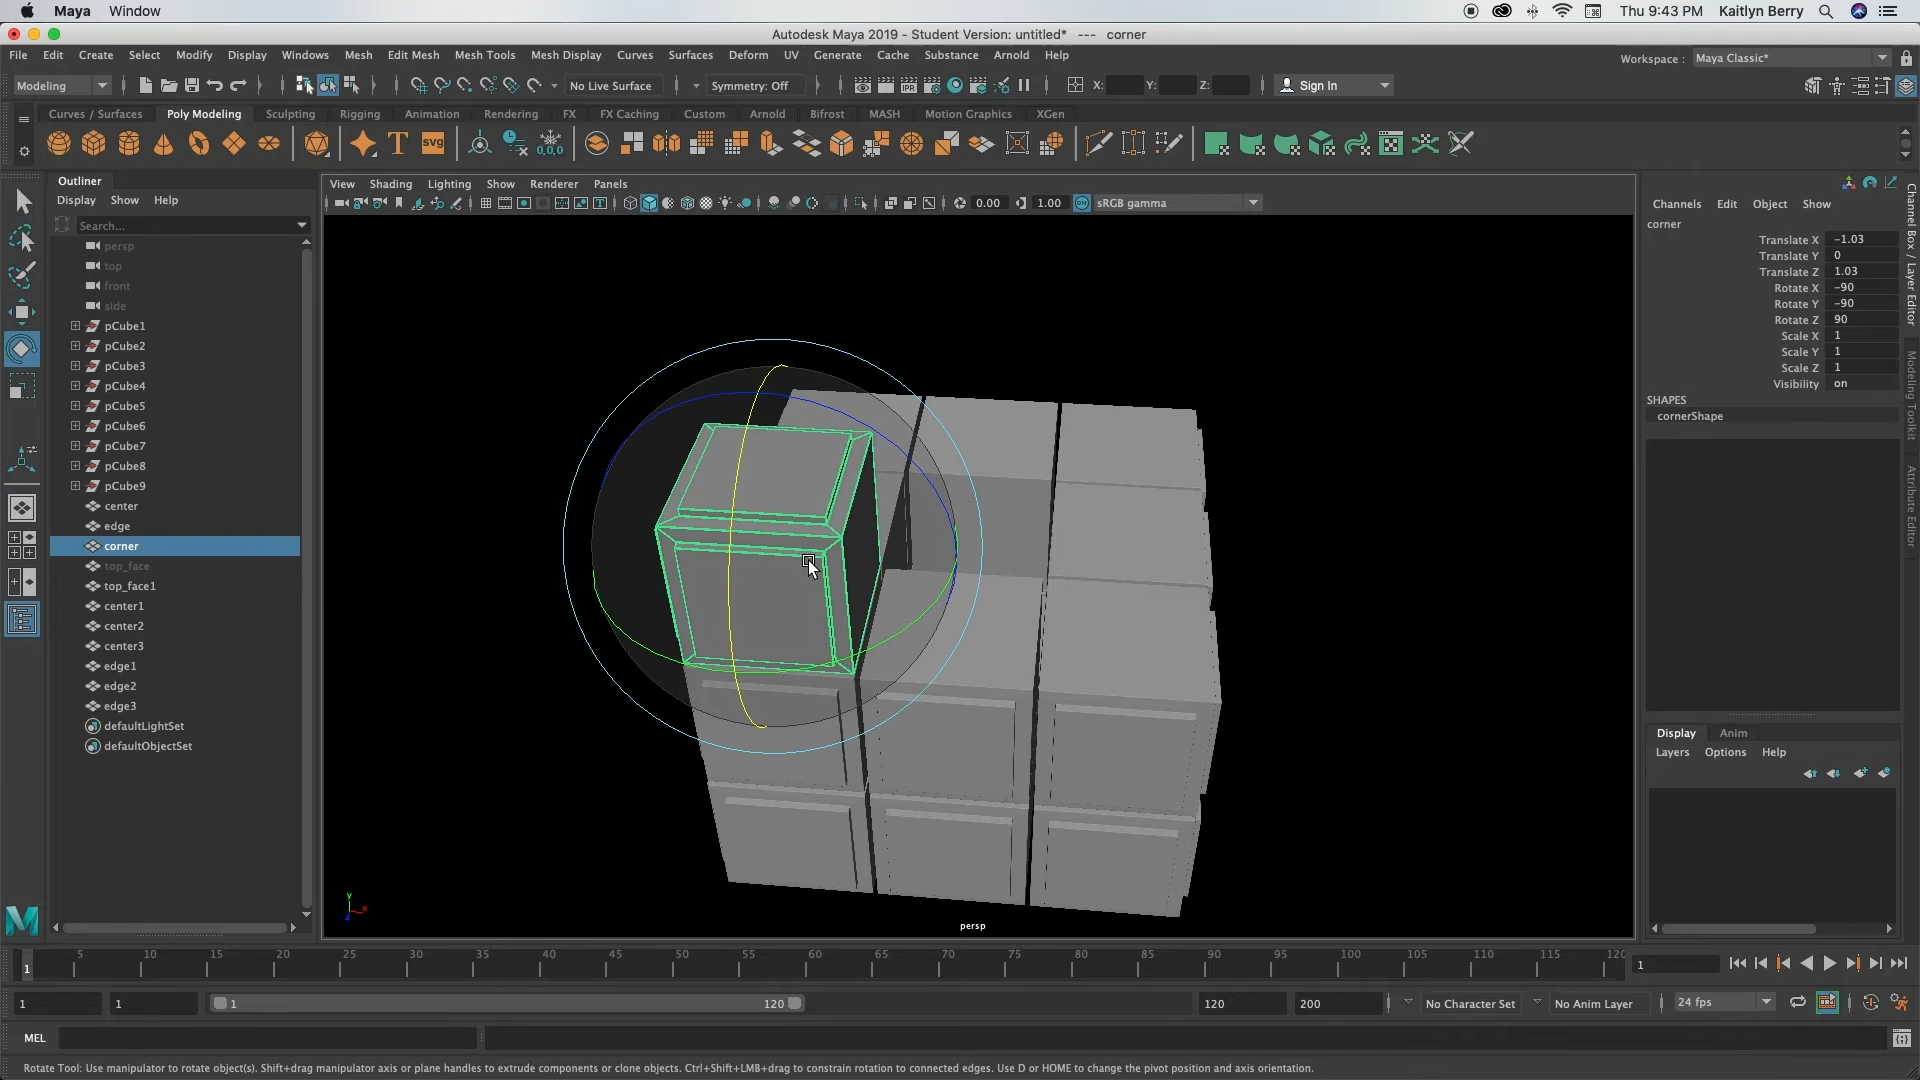 Maya Window Thu 9:43 PM Kaitlyn Berry
Autodesk Maya 2019 - Student Version: untitled* --- corner
File Edit Create Select Modify Display Windows Mesh Edit Mesh Mesh Tools Mesh Display Curves Surfaces Deform UV Generate Cache Substance Arnold Help
Workspace : Maya Classic*
Modeling No Live Surface Symmetry: Off X: Y: Z: Sign In
Curves / Surfaces Poly Modeling Sculpting Rigging Animation Rendering FX FX Caching Custom Arnold Bifrost MASH Motion Graphics XGen
Outliner
Display Show Help
Search...
persp
top
front
side
pCube1
pCube2
pCube3
pCube4
pCube5
pCube6
pCube7
pCube8
pCube9
center
edge
corner
top_face
top_face1
center1
center2
center3
edge1
edge2
edge3
defaultLightSet
defaultObjectSet
View Shading Lighting Show Renderer Panels
0.00 1.00 sRGB gamma
persp
Channels Edit Object Show
corner
Translate X -1.03
Translate Y 0
Translate Z 1.03
Rotate X -90
Rotate Y -90
Rotate Z 90
Scale X 1
Scale Y 1
Scale Z 1
Visibility on
SHAPES
cornerShape
Channel Box / Layer Editor
Modeling Toolkit
Attribute Editor
Display Anim
Layers Options Help
5 10 15 20 25 30 35 40 45 50 55 60 65 70 75 80 85 90 95 100 105 110 115 120
1 1
1 1 1 120 120 200 No Character Set No Anim Layer 24 fps
MEL
Rotate Tool: Use manipulator to rotate object(s). Shift+drag manipulator axis or plane handles to extrude components or clone objects. Ctrl+Shift+LMB+drag to constrain rotation to connected edges. Use D or HOME to change the pivot position and axis orientation.